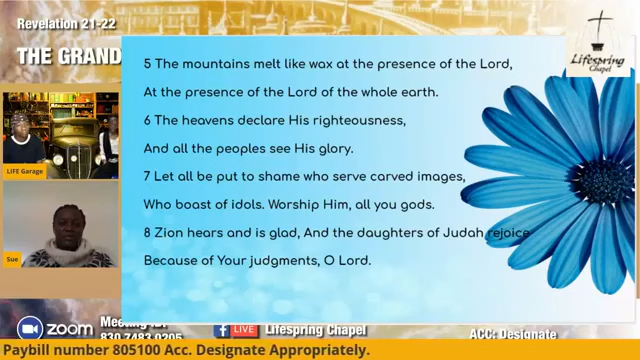 Revelation 21-22
THE GRAND
5 The mountains melt like wax at the presence of the Lord,
At the presence of the Lord of the whole earth.
6 The heavens declare His righteousness,
And all the peoples see His glory.
7 Let all be put to shame who serve carved images,
Who boast of idols. Worship Him, all you gods.
8 Zion hears and is glad, And the daughters of Judah rejoice
Because of Your judgments, O Lord.
Lifespring
Chapel
LIFE Garage
Sue
zoom
LIVE
Lifespring Chapel
ACC: Designate
Paybill number 805100 Acc. Designate Appropriately.